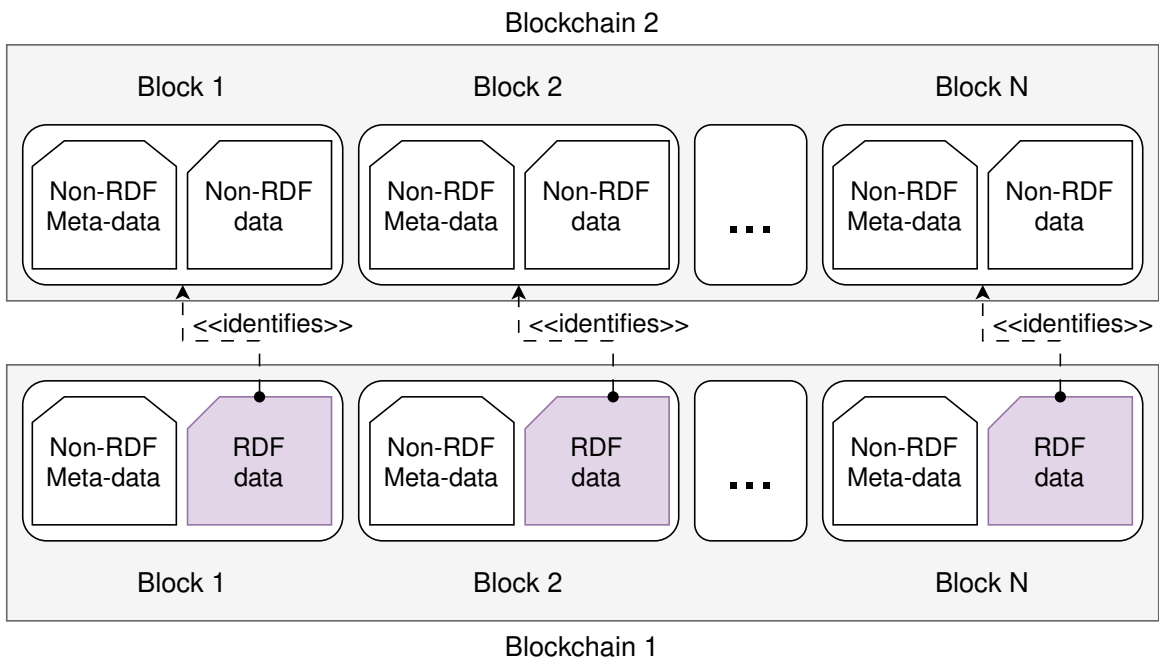 Blockchain 2
Block 1
Block 2
Block N
Non-RDF
Meta-data
Non-RDF
data
Non-RDF
Meta-data
Non-RDF
data
...
Non-RDF
Meta-data
Non-RDF
data
<<identifies>>
<<identifies>>
<<identifies>>
Non-RDF
Meta-data
RDF
data
Non-RDF
Meta-data
RDF
data
...
Non-RDF
Meta-data
RDF
data
Block 1
Block 2
Block N
Blockchain 1